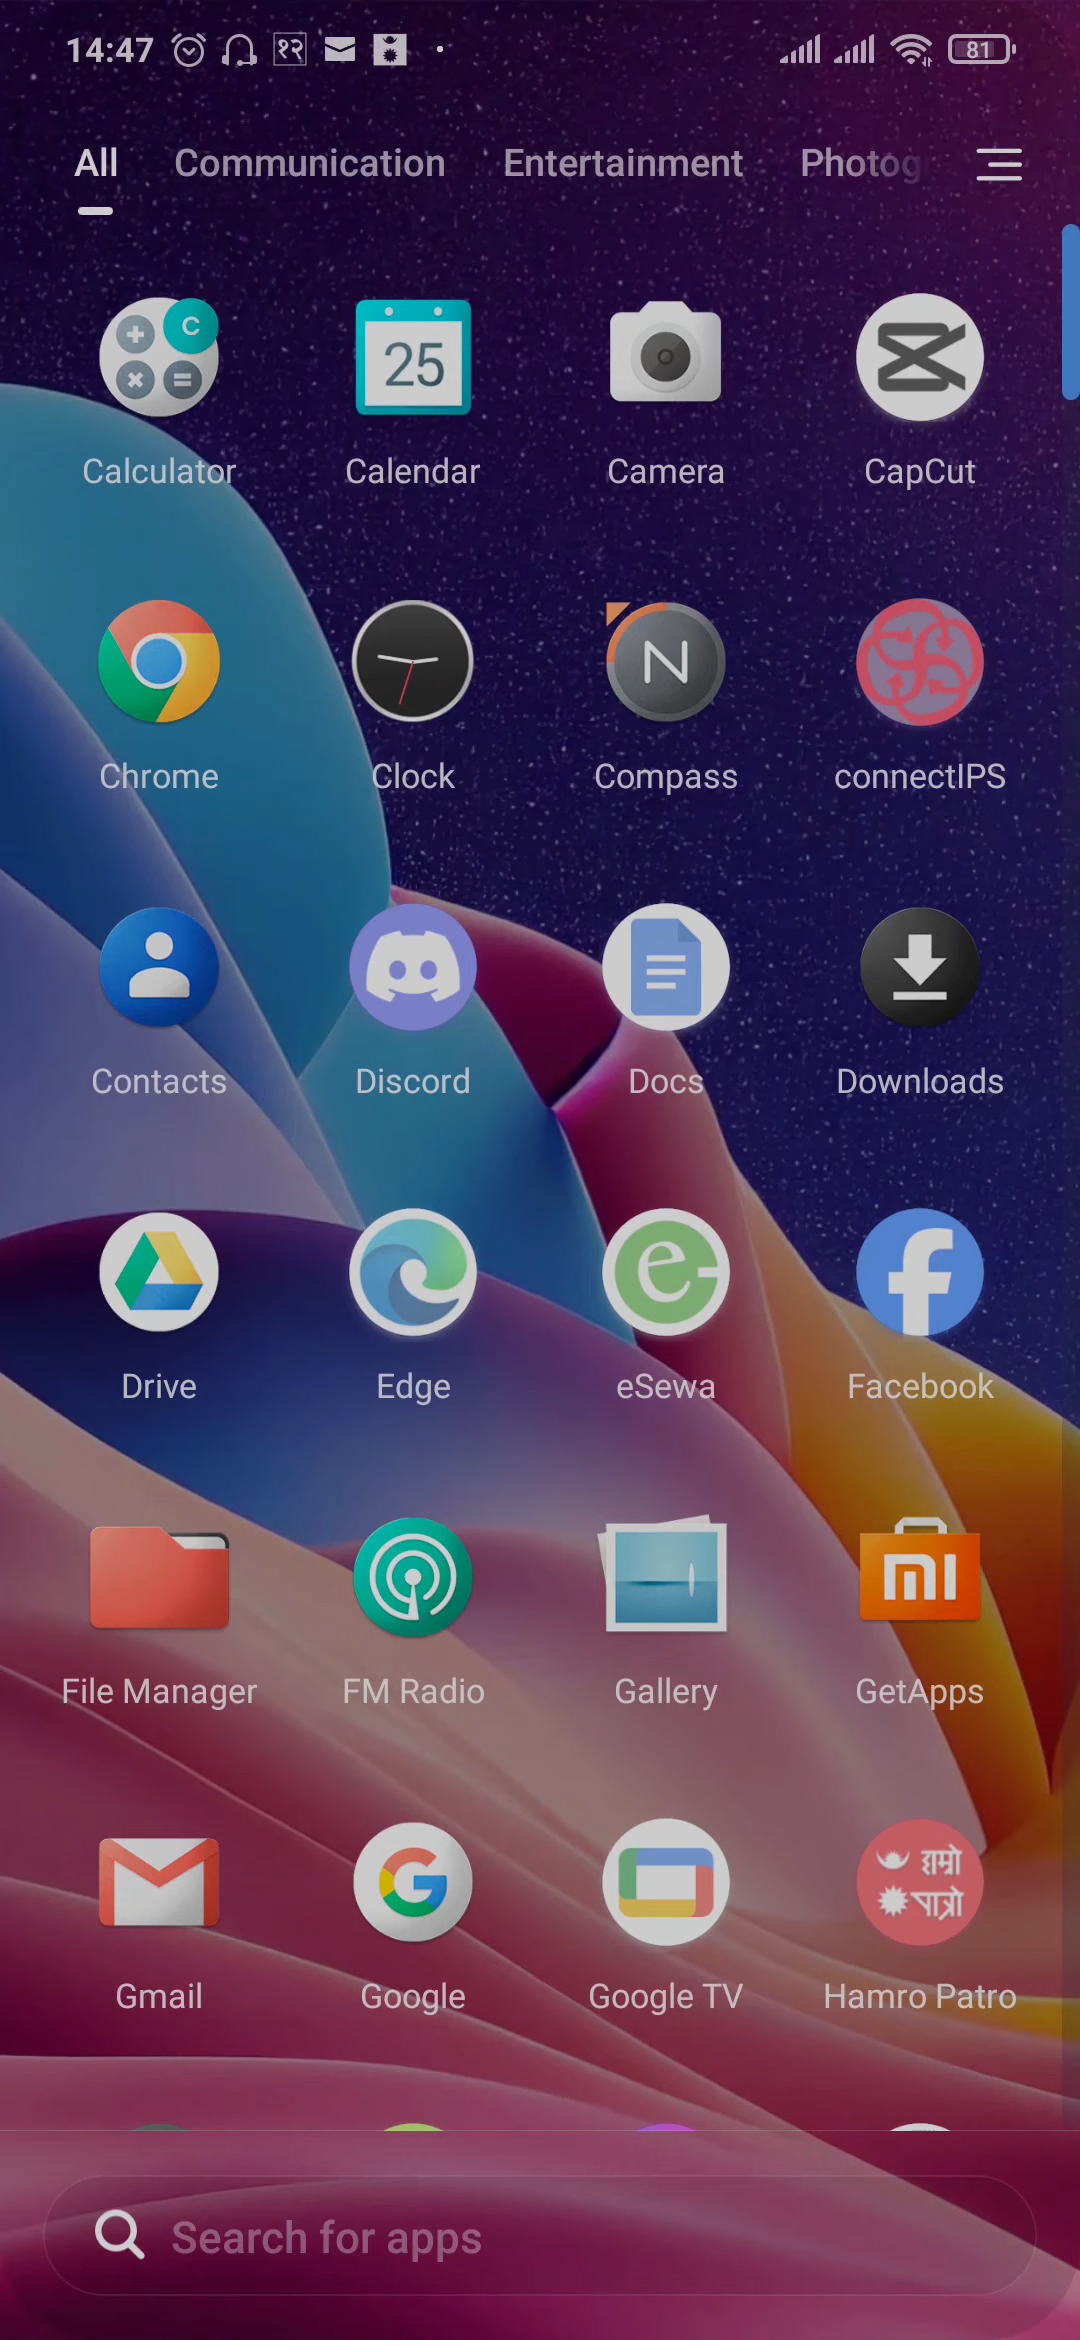 14:47 १२ 81
All Communication Entertainment Photog
C
25
Calculator Calendar Camera CapCut
N
Chrome Clock Compass connectIPS
Contacts Discord Docs Downloads
e f
Drive Edge eSewa Facebook
mi
File Manager FM Radio Gallery GetApps
M G हाम्रो
पात्रो
Gmail Google Google TV Hamro Patro
Search for apps